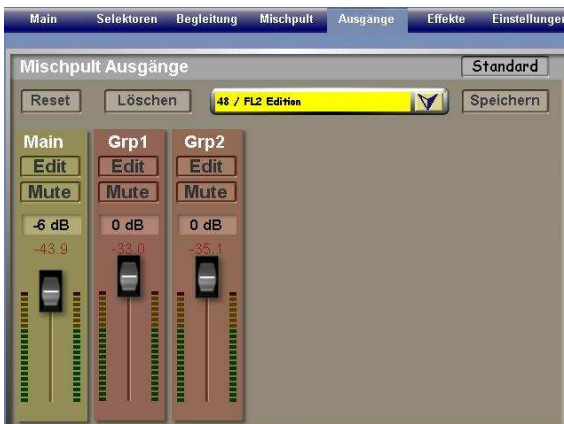 Main Selektoren Begleitung Mischpult Ausgänge Effekte Einstellunge
Mischpult Ausgänge Standard
Reset Löschen 48 / FL2 Edition Speichern
Main Grp1 Grp2
Edit Edit Edit
Mute Mute Mute
-6 dB 0 dB 0 dB
-43.9 -33.0 -35.1